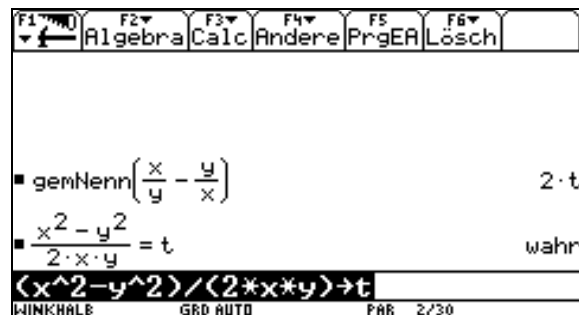 F1 F2 Algebra F3 Calc F4 Andere F5 PrgEA F6 Lösch
gemNenn(x/y − y/x) 2·t
(x² − y²)/(2·x·y) = t wahr
(x^2−y^2)/(2*x*y)→t
WINKHALB GRD AUTO PAR 2/30